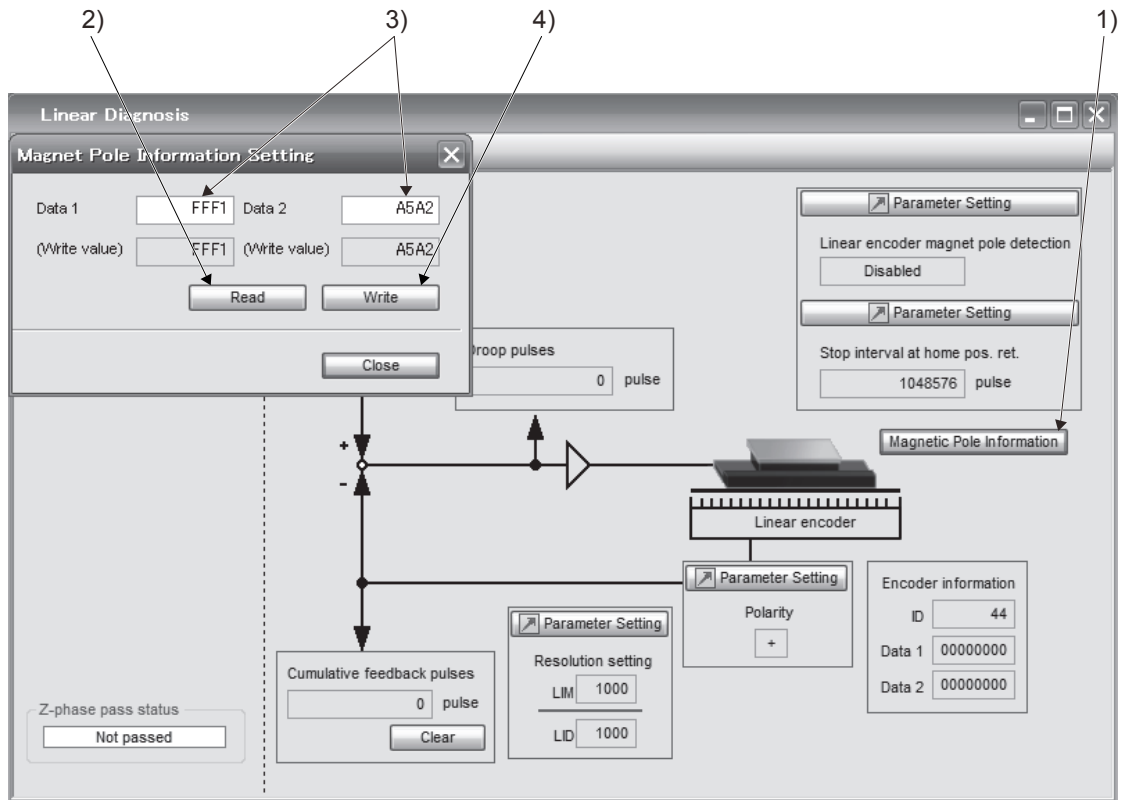 2) 3) 4) 1)
Linear Diagnosis
Magnet Pole Information Setting
Data 1 FFF1 Data 2 A5A2
(Write value) FFF1 (Write value) A5A2
Read Write
Close
Parameter Setting
Linear encoder magnet pole detection
Disabled
Parameter Setting
Stop interval at home pos. ret.
1048576 pulse
Magnetic Pole Information
Droop pulses
0 pulse
+
-
Linear encoder
Parameter Setting
Polarity
+
Encoder information
ID 44
Data 1 00000000
Data 2 00000000
Parameter Setting
Resolution setting
LIM 1000
LID 1000
Cumulative feedback pulses
0 pulse
Clear
Z-phase pass status
Not passed